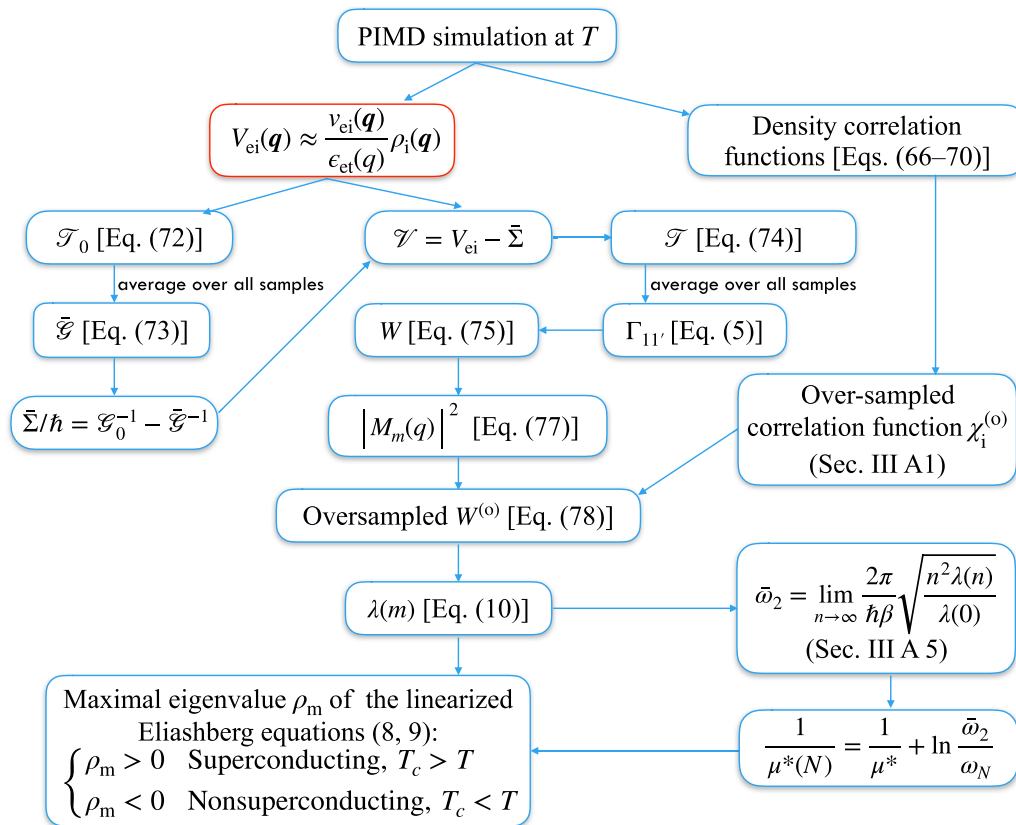 PIMD simulation at T
V_ei(q) ≈ v_ei(q)/ϵ_et(q) ρ_i(q)
Density correlation
functions [Eqs. (66–70)]
𝒯_0 [Eq. (72)]
𝒱 = V_ei − Σ̄
𝒯 [Eq. (74)]
average over all samples
average over all samples
𝒢̄ [Eq. (73)]
W [Eq. (75)]
Γ_11′ [Eq. (5)]
Σ̄/ℏ = 𝒢_0^−1 − 𝒢̄^−1
|M_m(q)|^2 [Eq. (77)]
Over-sampled
correlation function χ_i^(o)
(Sec. III A1)
Oversampled W^(o) [Eq. (78)]
λ(m) [Eq. (10)]
ω̄_2 = lim_{n→∞} 2π/ℏβ √(n^2 λ(n)/λ(0))
(Sec. III A 5)
Maximal eigenvalue ρ_m of the linearized
Eliashberg equations (8, 9):
{ ρ_m > 0 Superconducting, T_c > T
ρ_m < 0 Nonsuperconducting, T_c < T
1/μ*(N) = 1/μ* + ln ω̄_2/ω_N